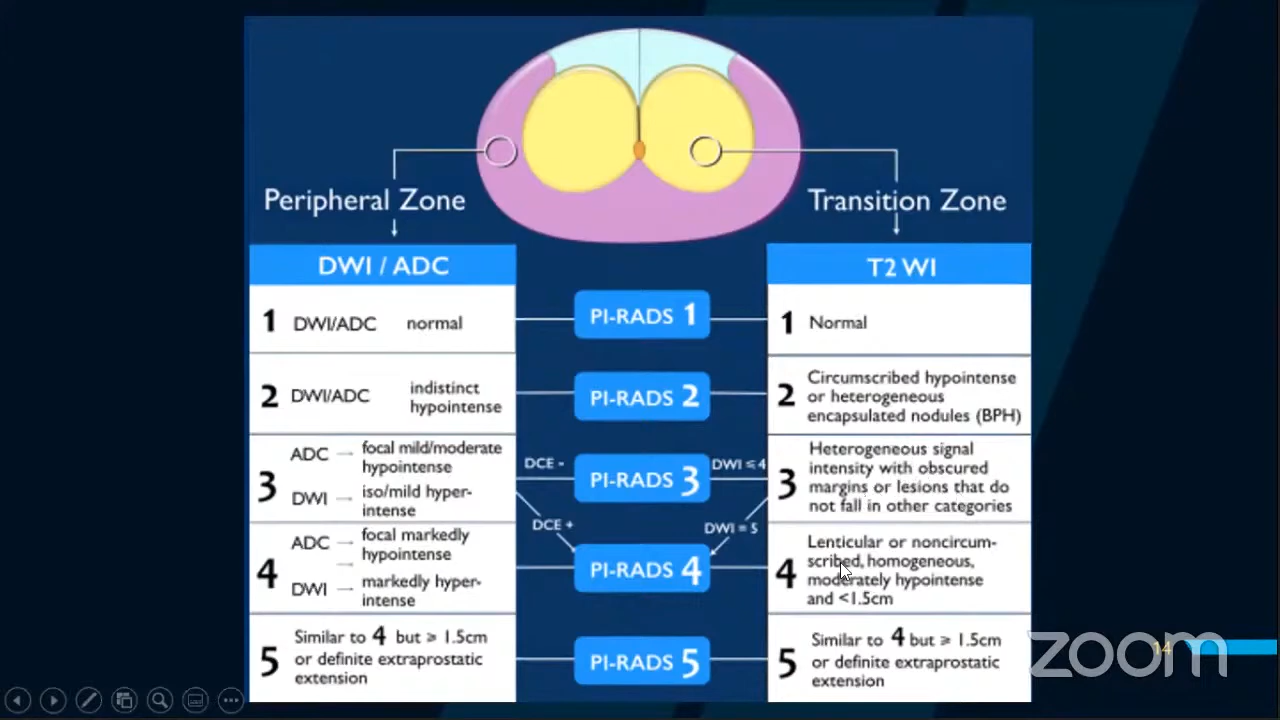 Peripheral Zone
Transition Zone
DWI / ADC
1 DWI/ADC normal
2 DWI/ADC indistinct
hypointense
3 ADC → focal mild/moderate
hypointense
DWI → iso/mild hyper-
intense
4 ADC → focal markedly
hypointense
→
DWI → markedly hyper-
intense
5 Similar to 4 but ≥ 1.5cm
or definite extraprostatic
extension
PI-RADS 1
PI-RADS 2
DCE -
PI-RADS 3
DWI ≤ 4
DCE +
DWI = 5
PI-RADS 4
PI-RADS 5
T2 WI
1 Normal
2 Circumscribed hypointense
or heterogeneous
encapsulated nodules (BPH)
3 Heterogeneous signal
intensity with obscured
margins or lesions that do
not fall in other categories
4 Lenticular or noncircum-
scribed, homogeneous,
moderately hypointense
and <1.5cm
5 Similar to 4 but ≥ 1.5cm
or definite extraprostatic
extension
14
zoom